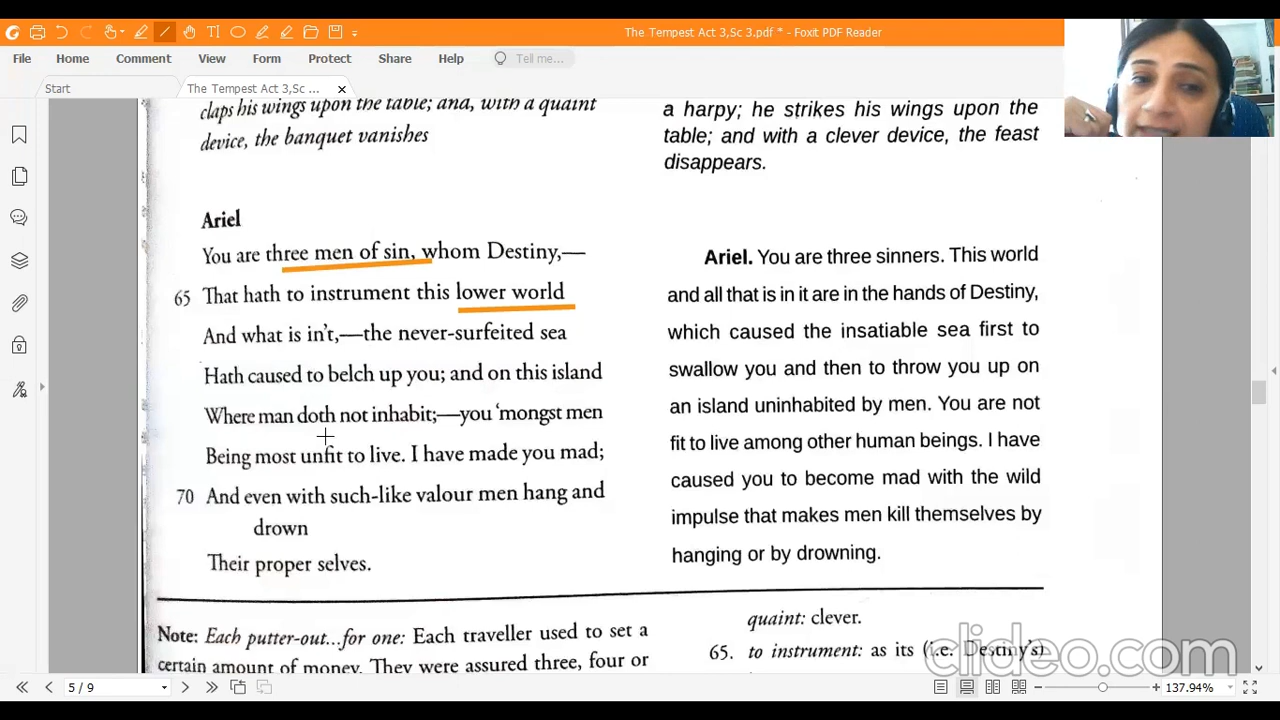 The Tempest Act 3,Sc 3.pdf * - Foxit PDF Reader
File Home Comment View Form Protect Share Help Tell me...
Start The Tempest Act 3,Sc ...
claps his wings upon the table; and, with a quaint
device, the banquet vanishes
a harpy; he strikes his wings upon the
table; and with a clever device, the feast
disappears.
Ariel
You are three men of sin, whom Destiny,—
65 That hath to instrument this lower world
And what is in't,—the never-surfeited sea
Hath caused to belch up you; and on this island
Where man doth not inhabit;—you 'mongst men
Being most unfit to live. I have made you mad;
70 And even with such-like valour men hang and
drown
Their proper selves.
Ariel. You are three sinners. This world
and all that is in it are in the hands of Destiny,
which caused the insatiable sea first to
swallow you and then to throw you up on
an island uninhabited by men. You are not
fit to live among other human beings. I have
caused you to become mad with the wild
impulse that makes men kill themselves by
hanging or by drowning.
Note: Each putter-out...for one: Each traveller used to set a
certain amount of money. They were assured three, four or
quaint: clever.
65. to instrument: as its (i.e. Destiny's)
clideo.com
5 / 9
137.94%